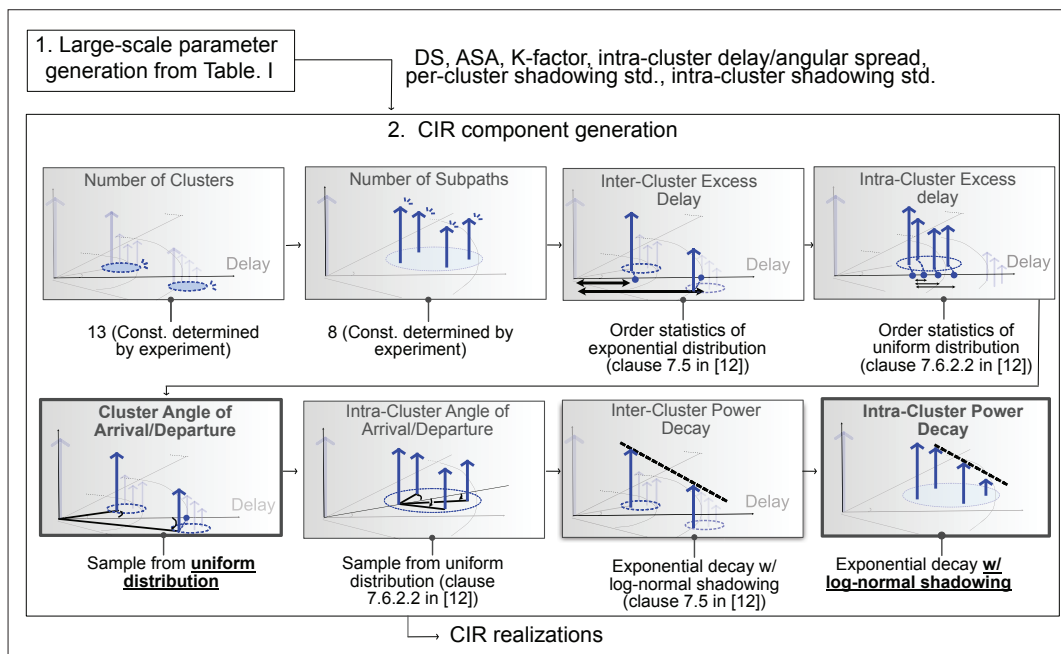 1. Large-scale parameter
generation from Table. I
DS, ASA, K-factor, intra-cluster delay/angular spread,
per-cluster shadowing std., intra-cluster shadowing std.
2. CIR component generation
Number of Clusters
Delay
13 (Const. determined
by experiment)
Number of Subpaths
8 (Const. determined
by experiment)
Inter-Cluster Excess
Delay
Delay
Order statistics of
exponential distribution
(clause 7.5 in [12])
Intra-Cluster Excess
delay
Delay
Order statistics of
uniform distribution
(clause 7.6.2.2 in [12])
Cluster Angle of
Arrival/Departure
Delay
Sample from uniform
distribution
Intra-Cluster Angle of
Arrival/Departure
Sample from uniform
distribution (clause
7.6.2.2 in [12])
Inter-Cluster Power
Decay
Delay
Exponential decay w/
log-normal shadowing
(clause 7.5 in [12])
Intra-Cluster Power
Decay
Exponential decay w/
log-normal shadowing
CIR realizations